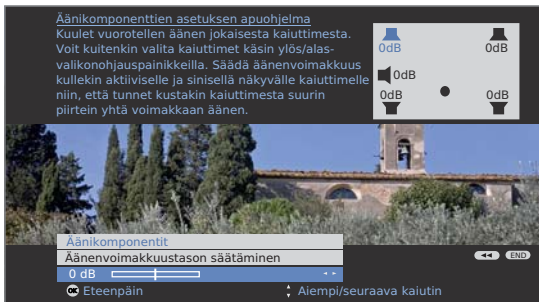 Äänikomponenttien asetuksen apuohjelma
Kuulet vuorotellen äänen jokaisesta kaiuttimesta.
Voit kuitenkin valita kaiuttimet käsin ylös/alas-
valikonohjauspainikkeilla. Säädä äänenvoimakkuus
kullekin aktiiviselle ja sinisellä näkyvälle kaiuttimelle
niin, että tunnet kustakin kaiuttimesta suurin
piirtein yhtä voimakkaan äänen.
0dB 0dB
0dB
0dB 0dB
Äänikomponentit
Äänenvoimakkuustason säätäminen
0 dB
END
OK Eteenpäin Aiempi/seuraava kaiutin